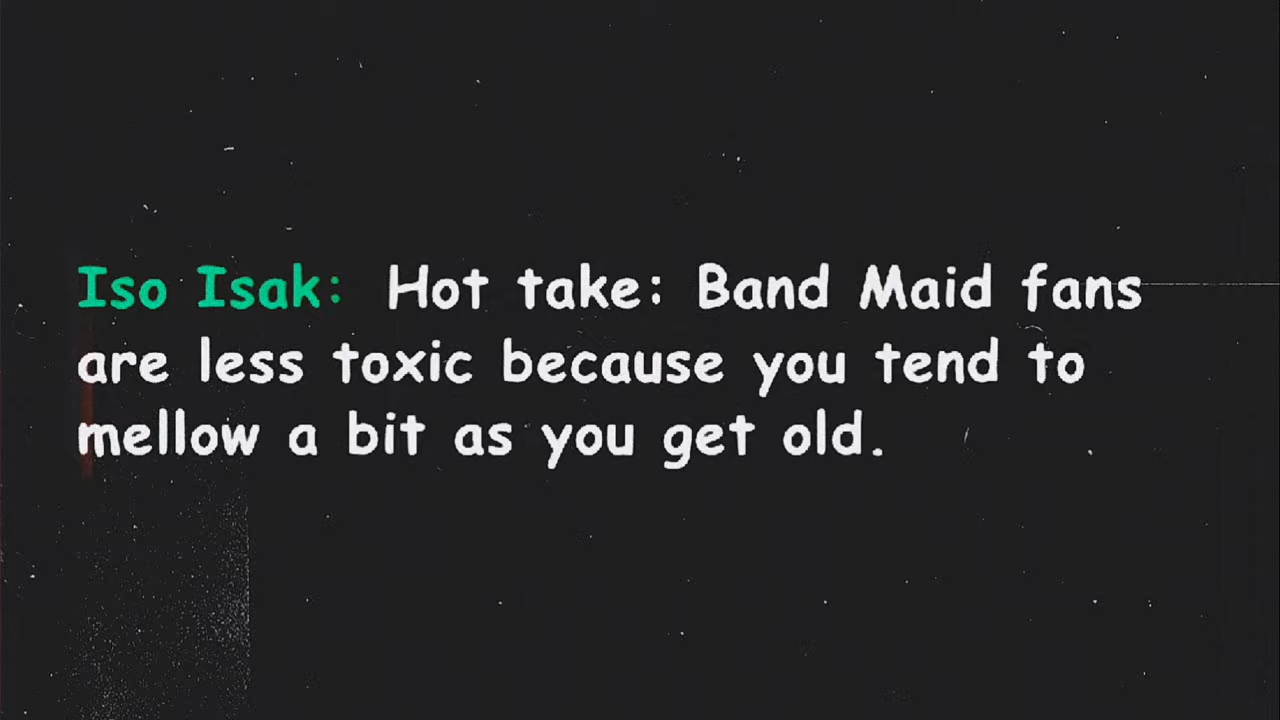 Iso Isak: Hot take: Band Maid fans
are less toxic because you tend to
mellow a bit as you get old.